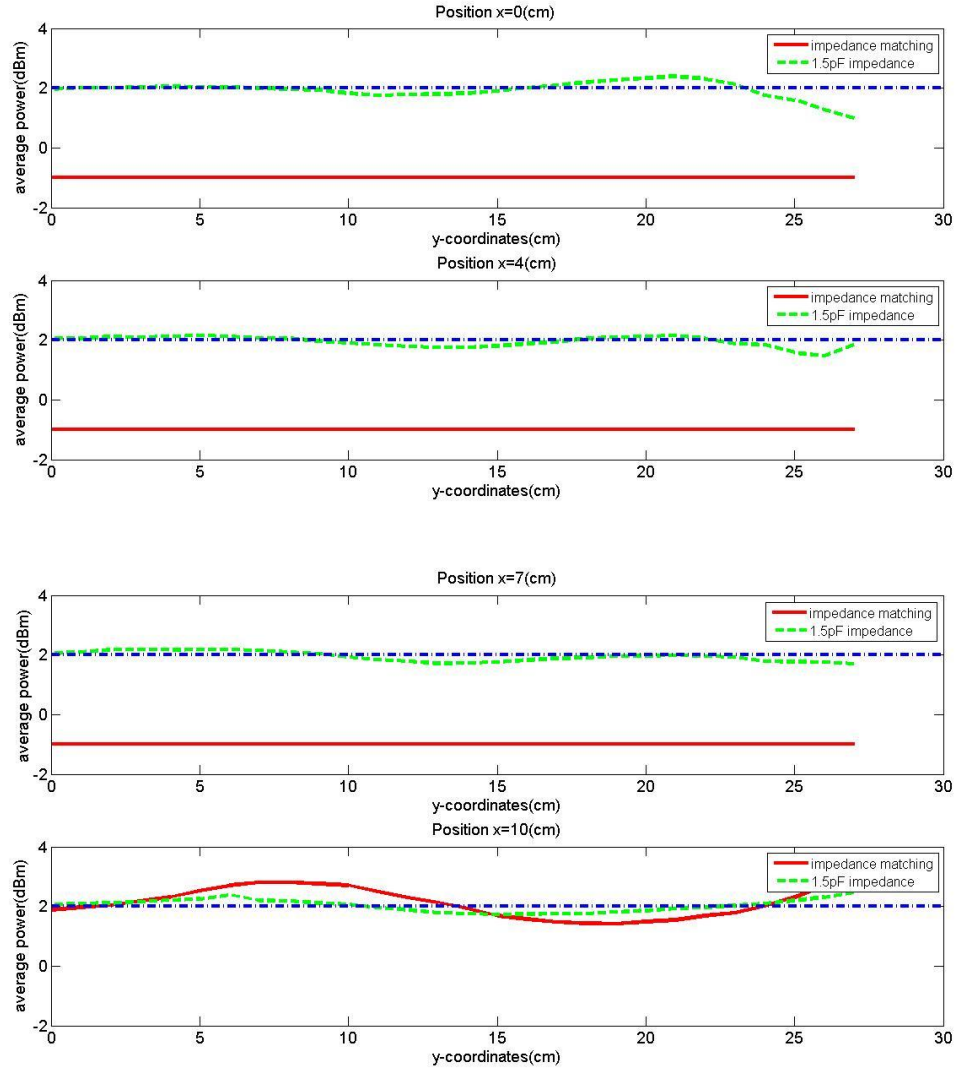 Position x=0(cm)
4
2
0
-2
average power(dBm)
impedance matching
1.5pF impedance
0 5 10 15 20 25 30
y-coordinates(cm)
Position x=4(cm)
4
2
0
-2
average power(dBm)
impedance matching
1.5pF impedance
0 5 10 15 20 25 30
y-coordinates(cm)
Position x=7(cm)
4
2
0
-2
average power(dBm)
impedance matching
1.5pF impedance
0 5 10 15 20 25 30
y-coordinates(cm)
Position x=10(cm)
4
2
0
-2
average power(dBm)
impedance matching
1.5pF impedance
0 5 10 15 20 25 30
y-coordinates(cm)